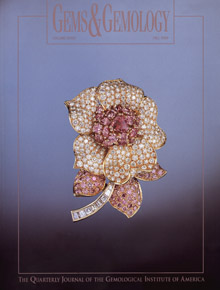 GEMS&GEMOLOGY
THE QUARTERLY JOURNAL OF THE GEMOLOGICAL INSTITUTE OF AMERICA